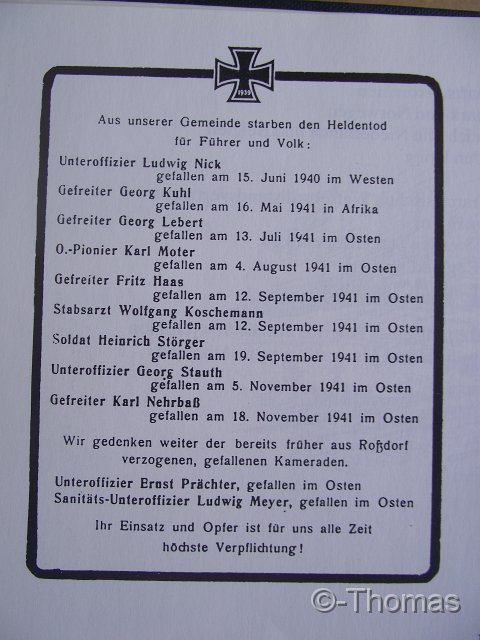 1939
Aus unserer Gemeinde starben den Heldentod
für Führer und Volk:
Unteroffizier Ludwig Nick
gefallen am 15. Juni 1940 im Westen
Gefreiter Georg Kuhl
gefallen am 16. Mai 1941 in Afrika
Gefreiter Georg Lebert
gefallen am 13. Juli 1941 im Osten
O.-Pionier Karl Moter
gefallen am 4. August 1941 im Osten
Gefreiter Fritz Haas
gefallen am 12. September 1941 im Osten
Stabsarzt Wolfgang Koschemann
gefallen am 12. September 1941 im Osten
Soldat Heinrich Störger
gefallen am 19. September 1941 im Osten
Unteroffizier Georg Stauth
gefallen am 5. November 1941 im Osten
Gefreiter Karl Nehrbaß
gefallen am 18. November 1941 im Osten
Wir gedenken weiter der bereits früher aus Roßdorf
verzogenen, gefallenen Kameraden.
Unteroffizier Ernst Prächter, gefallen im Osten
Sanitäts-Unteroffizier Ludwig Meyer, gefallen im Osten
Ihr Einsatz und Opfer ist für uns alle Zeit
höchste Verpflichtung!
©-Thomas